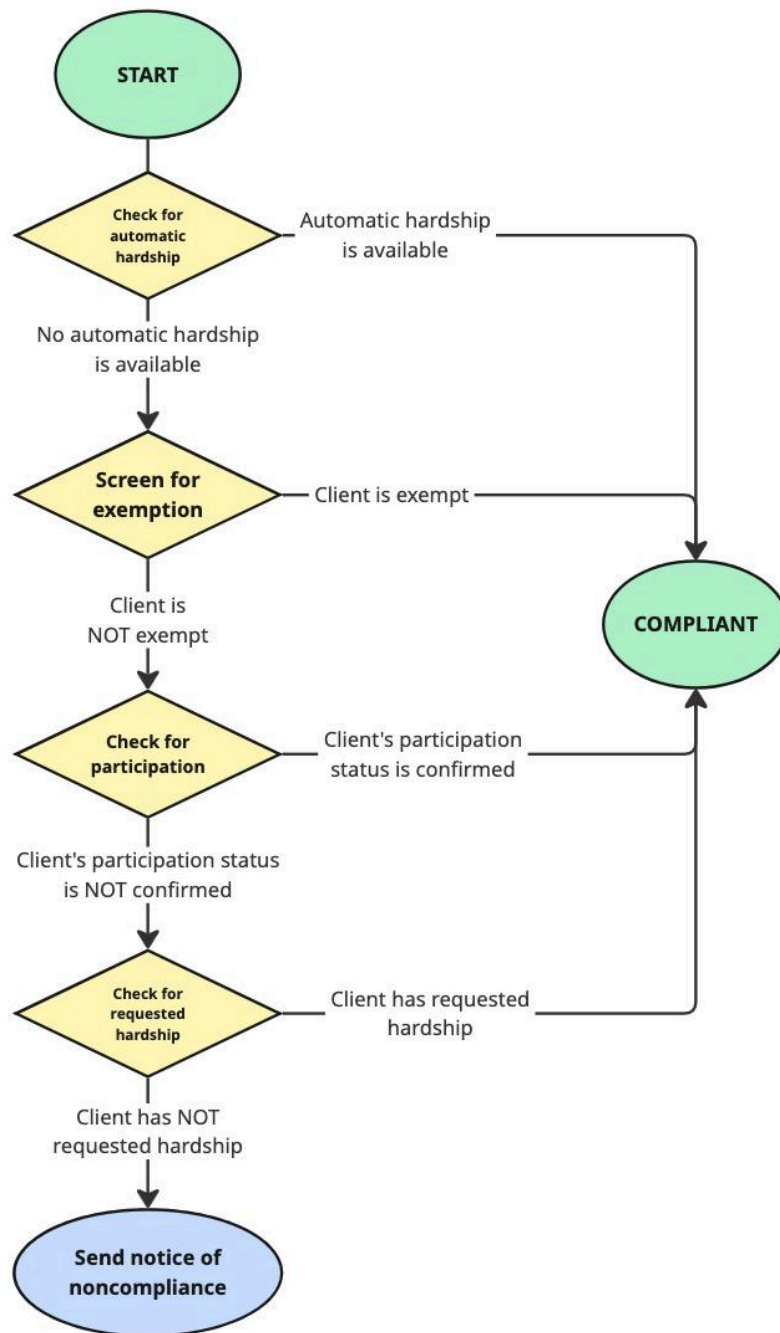 START
Check for
automatic
hardship
Automatic hardship
is available
No automatic hardship
is available
Screen for
exemption
Client is exempt
Client is
NOT exempt
COMPLIANT
Check for
participation
Client's participation
status is confirmed
Client's participation status
is NOT confirmed
Check for
requested
hardship
Client has requested
hardship
Client has NOT
requested hardship
Send notice of
noncompliance